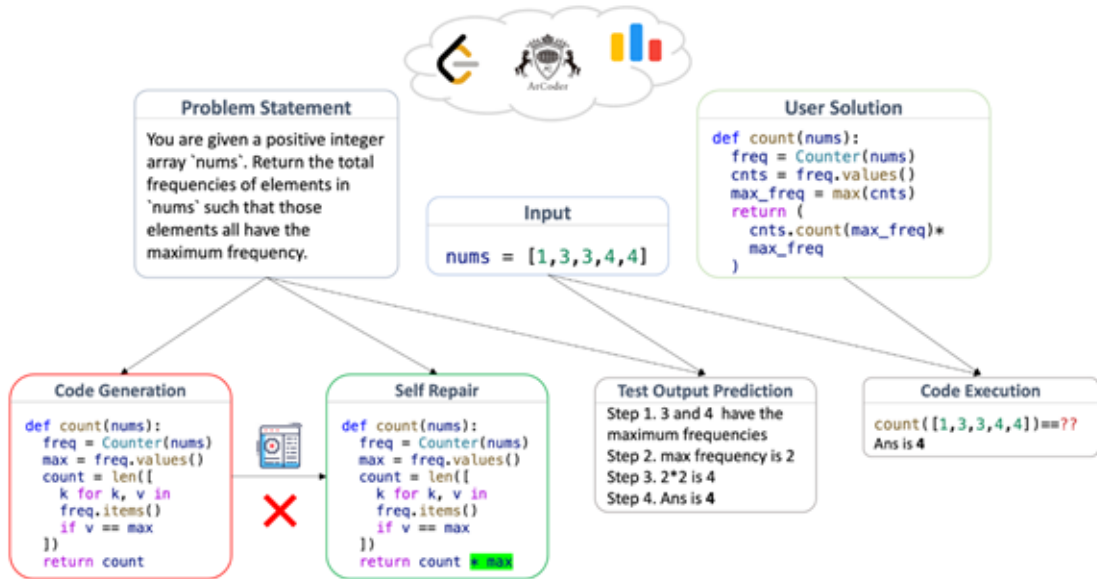 ArCoder
Problem Statement
You are given a positive integer
array `nums`. Return the total
frequencies of elements in
`nums` such that those
elements all have the
maximum frequency.
Input
nums = [1,3,3,4,4]
User Solution
def count(nums):
freq = Counter(nums)
cnts = freq.values()
max_freq = max(cnts)
return (
cnts.count(max_freq)*
max_freq
)
Code Generation
def count(nums):
freq = Counter(nums)
max = freq.values()
count = len([
k for k, v in
freq.items()
if v == max
])
return count
Self Repair
def count(nums):
freq = Counter(nums)
max = freq.values()
count = len([
k for k, v in
freq.items()
if v == max
])
return count * max
Test Output Prediction
Step 1. 3 and 4 have the
maximum frequencies
Step 2. max frequency is 2
Step 3. 2*2 is 4
Step 4. Ans is 4
Code Execution
count([1,3,3,4,4])==??
Ans is 4